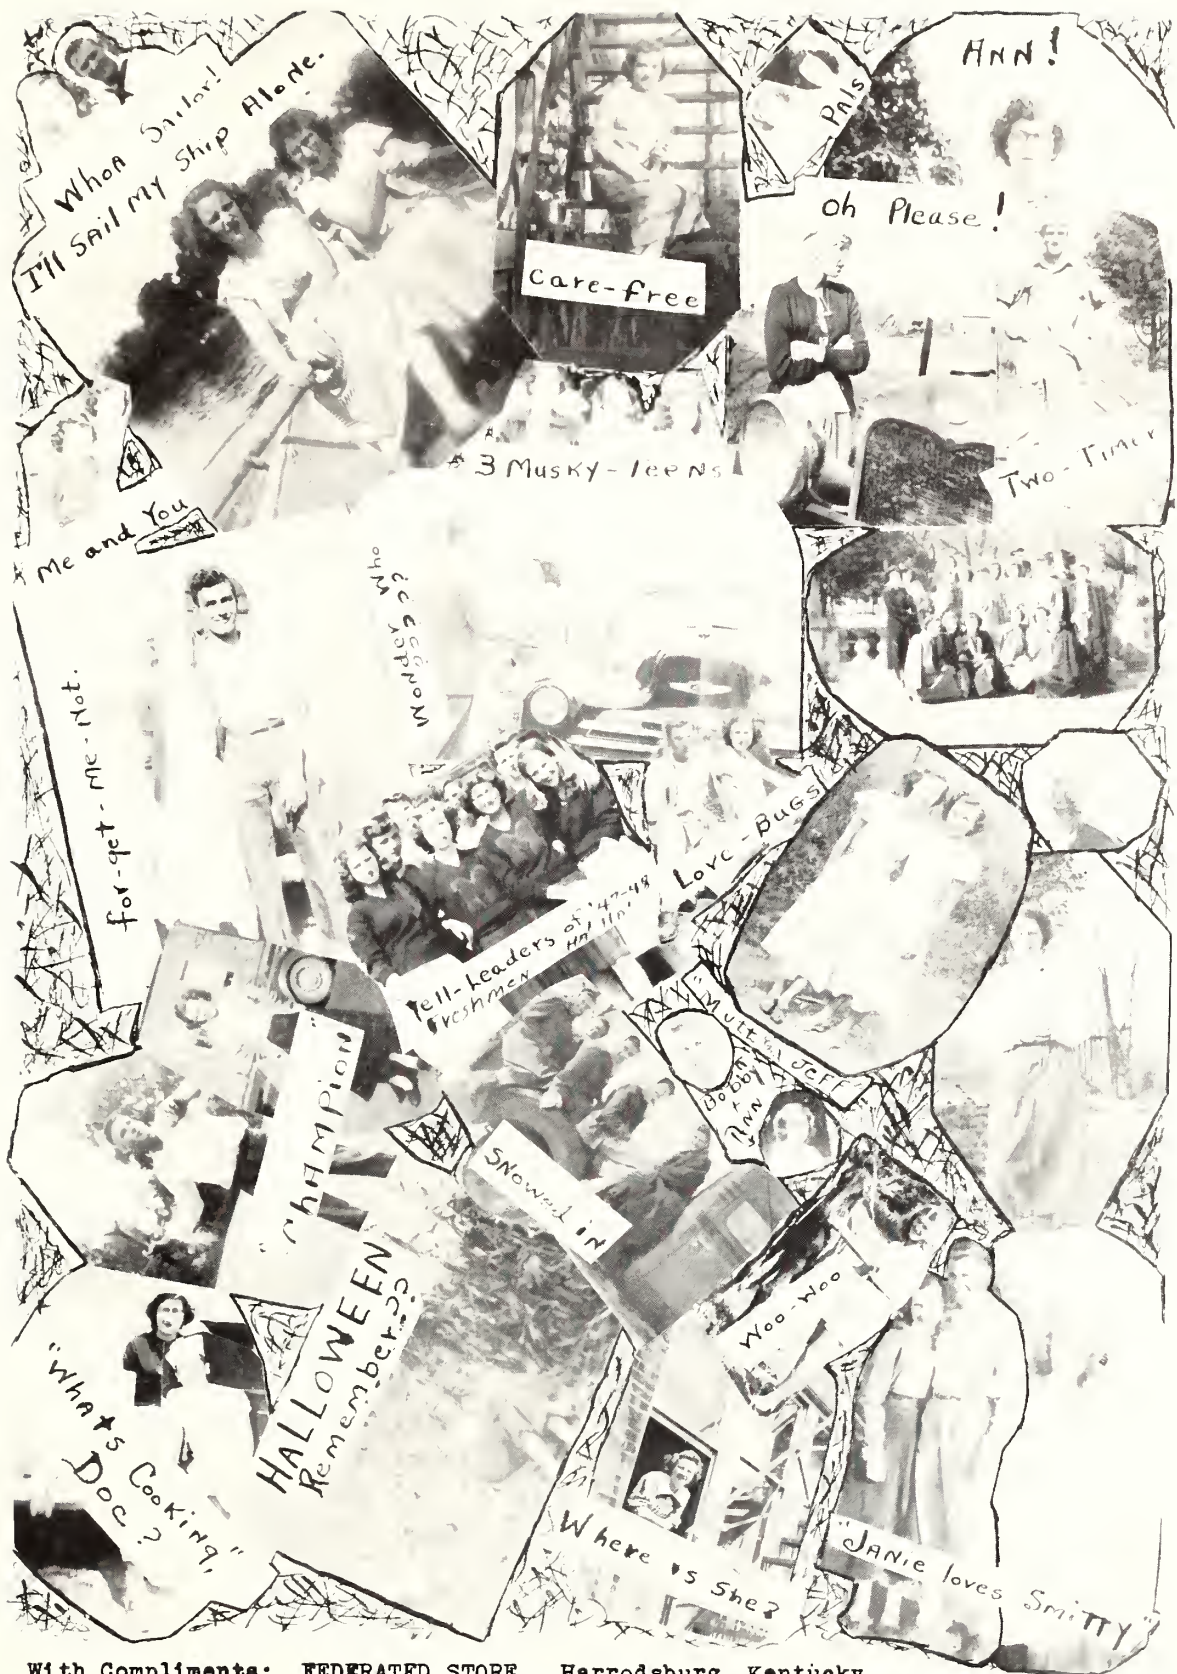 Whoa Sailor!
I'll Sail My Ship Alone.
Care-free
Pals
Ann!
Oh Please!
Two-Timer
3 Musky-Teens
Me and You
for-get-Me-Not.
Wonder Who
???????
Love-Bugs
Yell-Leaders of '47-48
Freshmen
"Mutt & Jeff"
Bobby
+
Ann
"Champion"
Snowed in
HALLOWEEN
Remember???
Woo-Woo
"What's Cooking,"
Doc?
Where is She?
"Janie loves Smitty"
With Compliments: FEDERATED STORE Harrodsburg, Kentucky